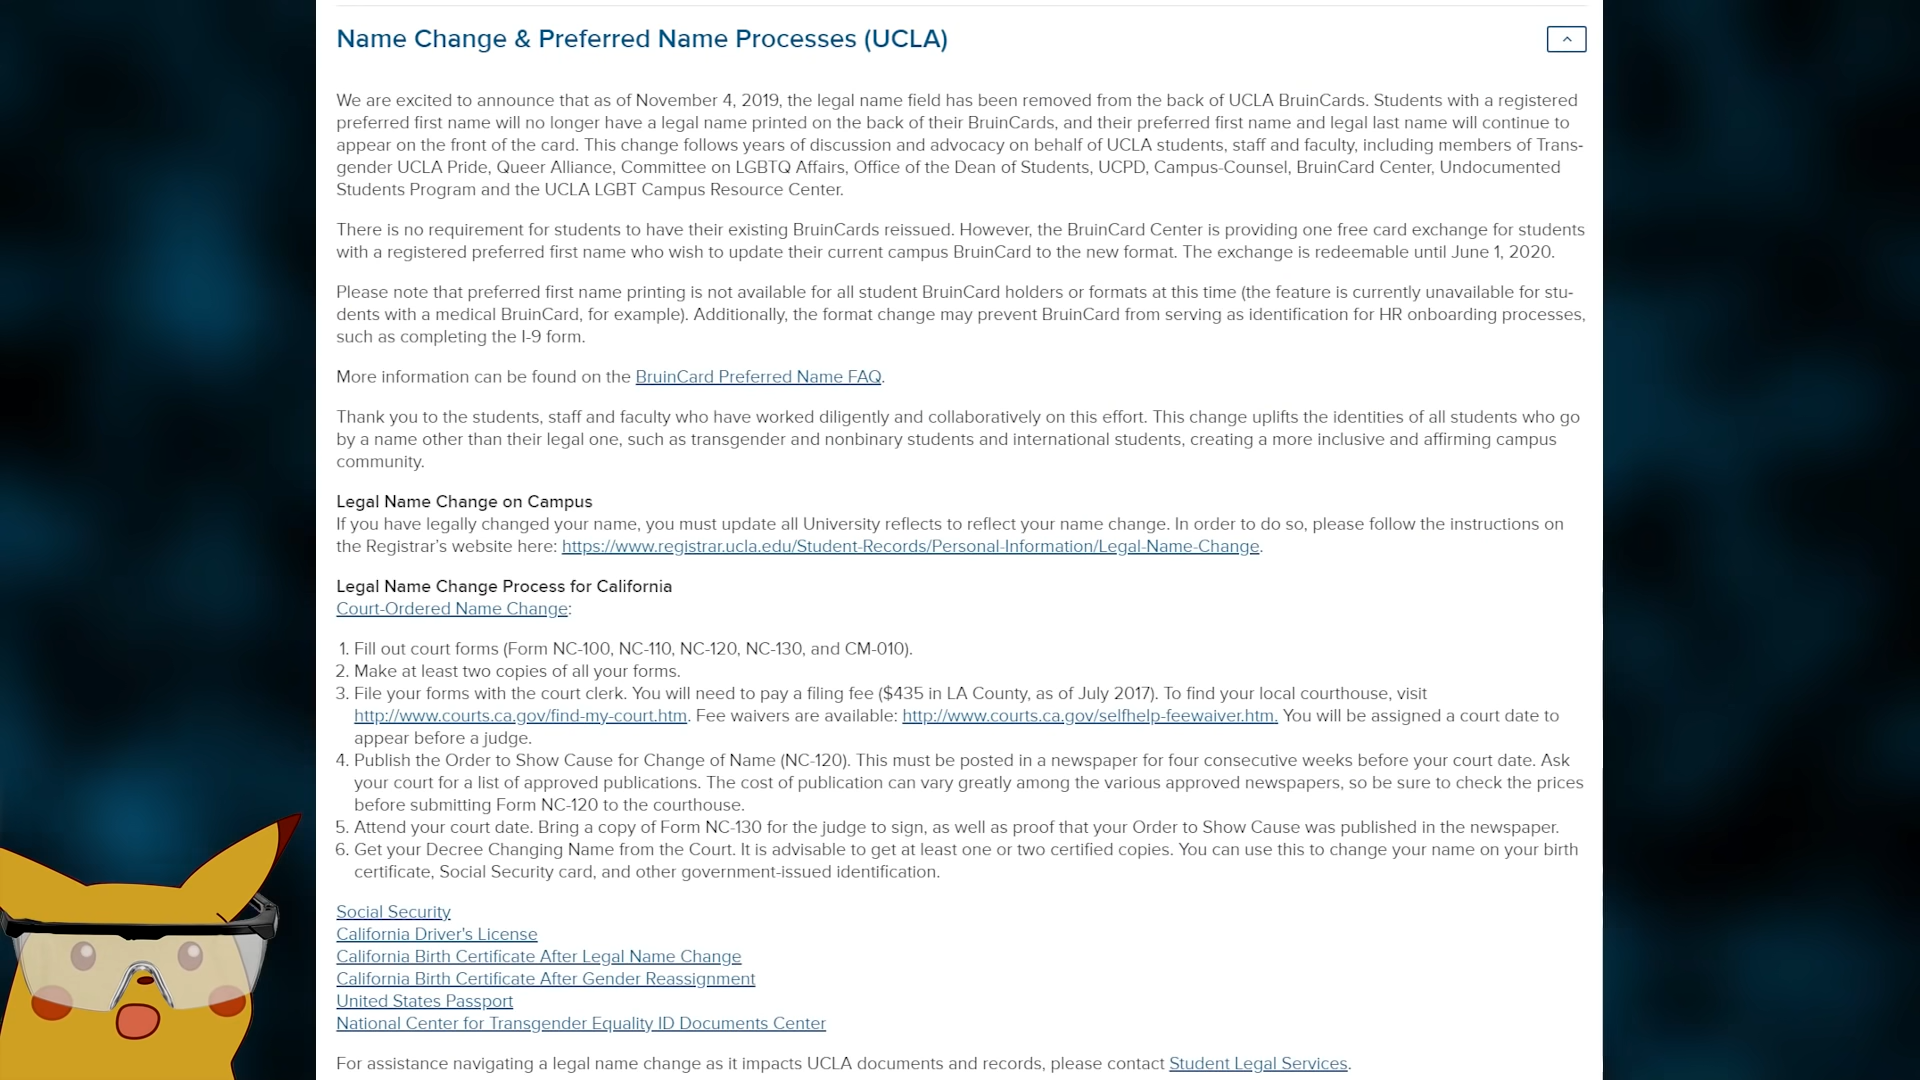 Name Change & Preferred Name Processes (UCLA)
We are excited to announce that as of November 4, 2019, the legal name field has been removed from the back of UCLA BruinCards. Students with a registered
preferred first name will no longer have a legal name printed on the back of their BruinCards, and their preferred first name and legal last name will continue to
appear on the front of the card. This change follows years of discussion and advocacy on behalf of UCLA students, staff and faculty, including members of Trans-
gender UCLA Pride, Queer Alliance, Committee on LGBTQ Affairs, Office of the Dean of Students, UCPD, Campus-Counsel, BruinCard Center, Undocumented
Students Program and the UCLA LGBT Campus Resource Center.
There is no requirement for students to have their existing BruinCards reissued. However, the BruinCard Center is providing one free card exchange for students
with a registered preferred first name who wish to update their current campus BruinCard to the new format. The exchange is redeemable until June 1, 2020.
Please note that preferred first name printing is not available for all student BruinCard holders or formats at this time (the feature is currently unavailable for stu-
dents with a medical BruinCard, for example). Additionally, the format change may prevent BruinCard from serving as identification for HR onboarding processes,
such as completing the I-9 form.
More information can be found on the BruinCard Preferred Name FAQ.
Thank you to the students, staff and faculty who have worked diligently and collaboratively on this effort. This change uplifts the identities of all students who go
by a name other than their legal one, such as transgender and nonbinary students and international students, creating a more inclusive and affirming campus
community.
Legal Name Change on Campus
If you have legally changed your name, you must update all University reflects to reflect your name change. In order to do so, please follow the instructions on
the Registrar's website here: https://www.registrar.ucla.edu/Student-Records/Personal-Information/Legal-Name-Change.
Legal Name Change Process for California
Court-Ordered Name Change:
1. Fill out court forms (Form NC-100, NC-110, NC-120, NC-130, and CM-010).
2. Make at least two copies of all your forms.
3. File your forms with the court clerk. You will need to pay a filing fee ($435 in LA County, as of July 2017). To find your local courthouse, visit
http://www.courts.ca.gov/find-my-court.htm. Fee waivers are available: http://www.courts.ca.gov/selfhelp-feewaiver.htm. You will be assigned a court date to
appear before a judge.
4. Publish the Order to Show Cause for Change of Name (NC-120). This must be posted in a newspaper for four consecutive weeks before your court date. Ask
your court for a list of approved publications. The cost of publication can vary greatly among the various approved newspapers, so be sure to check the prices
before submitting Form NC-120 to the courthouse.
5. Attend your court date. Bring a copy of Form NC-130 for the judge to sign, as well as proof that your Order to Show Cause was published in the newspaper.
6. Get your Decree Changing Name from the Court. It is advisable to get at least one or two certified copies. You can use this to change your name on your birth
certificate, Social Security card, and other government-issued identification.
Social Security
California Driver's License
California Birth Certificate After Legal Name Change
California Birth Certificate After Gender Reassignment
United States Passport
National Center for Transgender Equality ID Documents Center
For assistance navigating a legal name change as it impacts UCLA documents and records, please contact Student Legal Services.